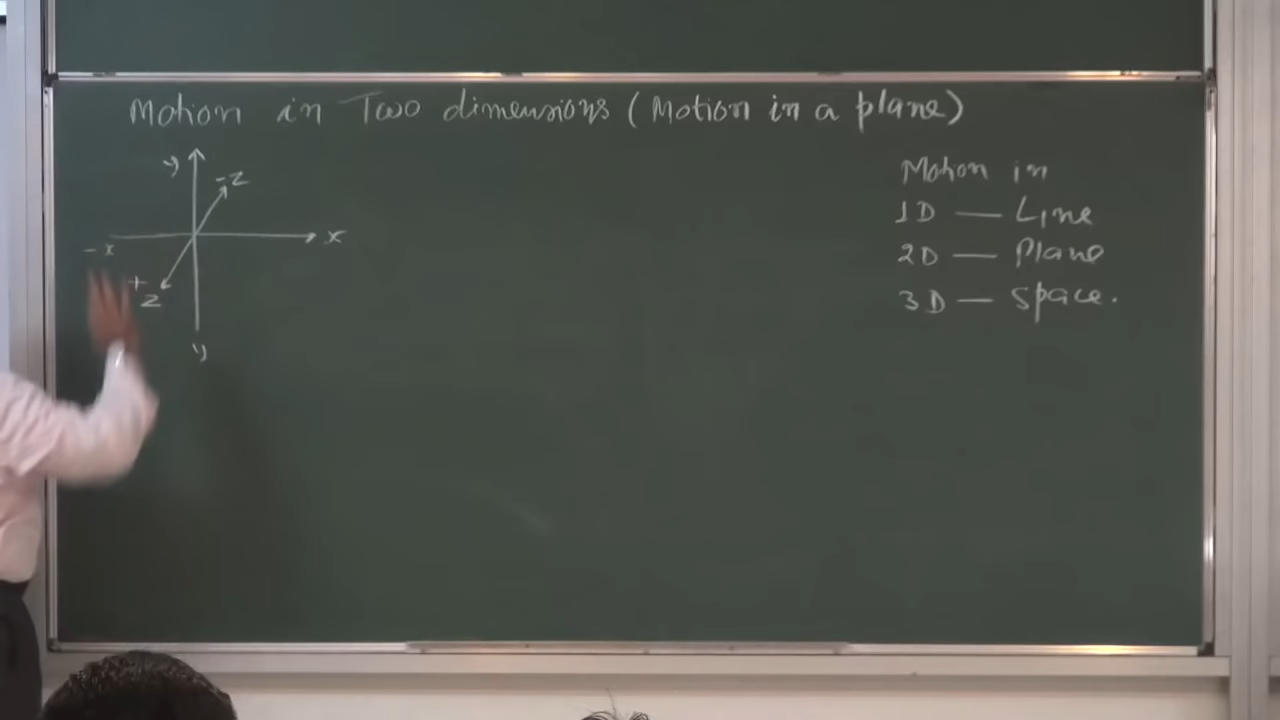 Motion in Two dimensions (Motion in a plane)
y
-z
-x
x
+
z
y
Motion in
1D — Line
2D — Plane
3D — Space.